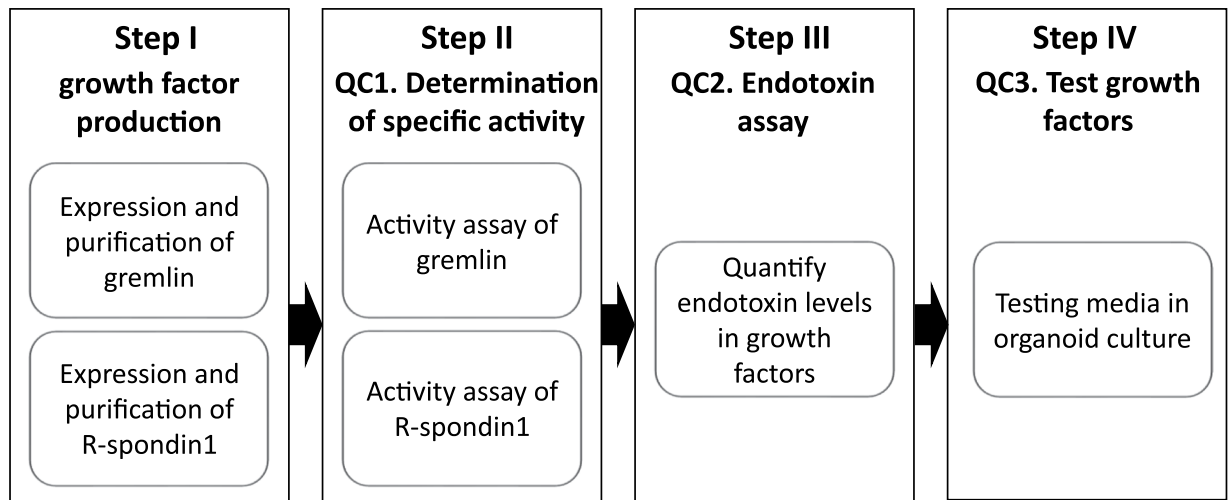 Step I
growth factor
production
Expression and
purification of
gremlin
Expression and
purification of
R-spondin1
Step II
QC1. Determination
of specific activity
Activity assay of
gremlin
Activity assay of
R-spondin1
Step III
QC2. Endotoxin
assay
Quantify
endotoxin levels
in growth
factors
Step IV
QC3. Test growth
factors
Testing media in
organoid culture